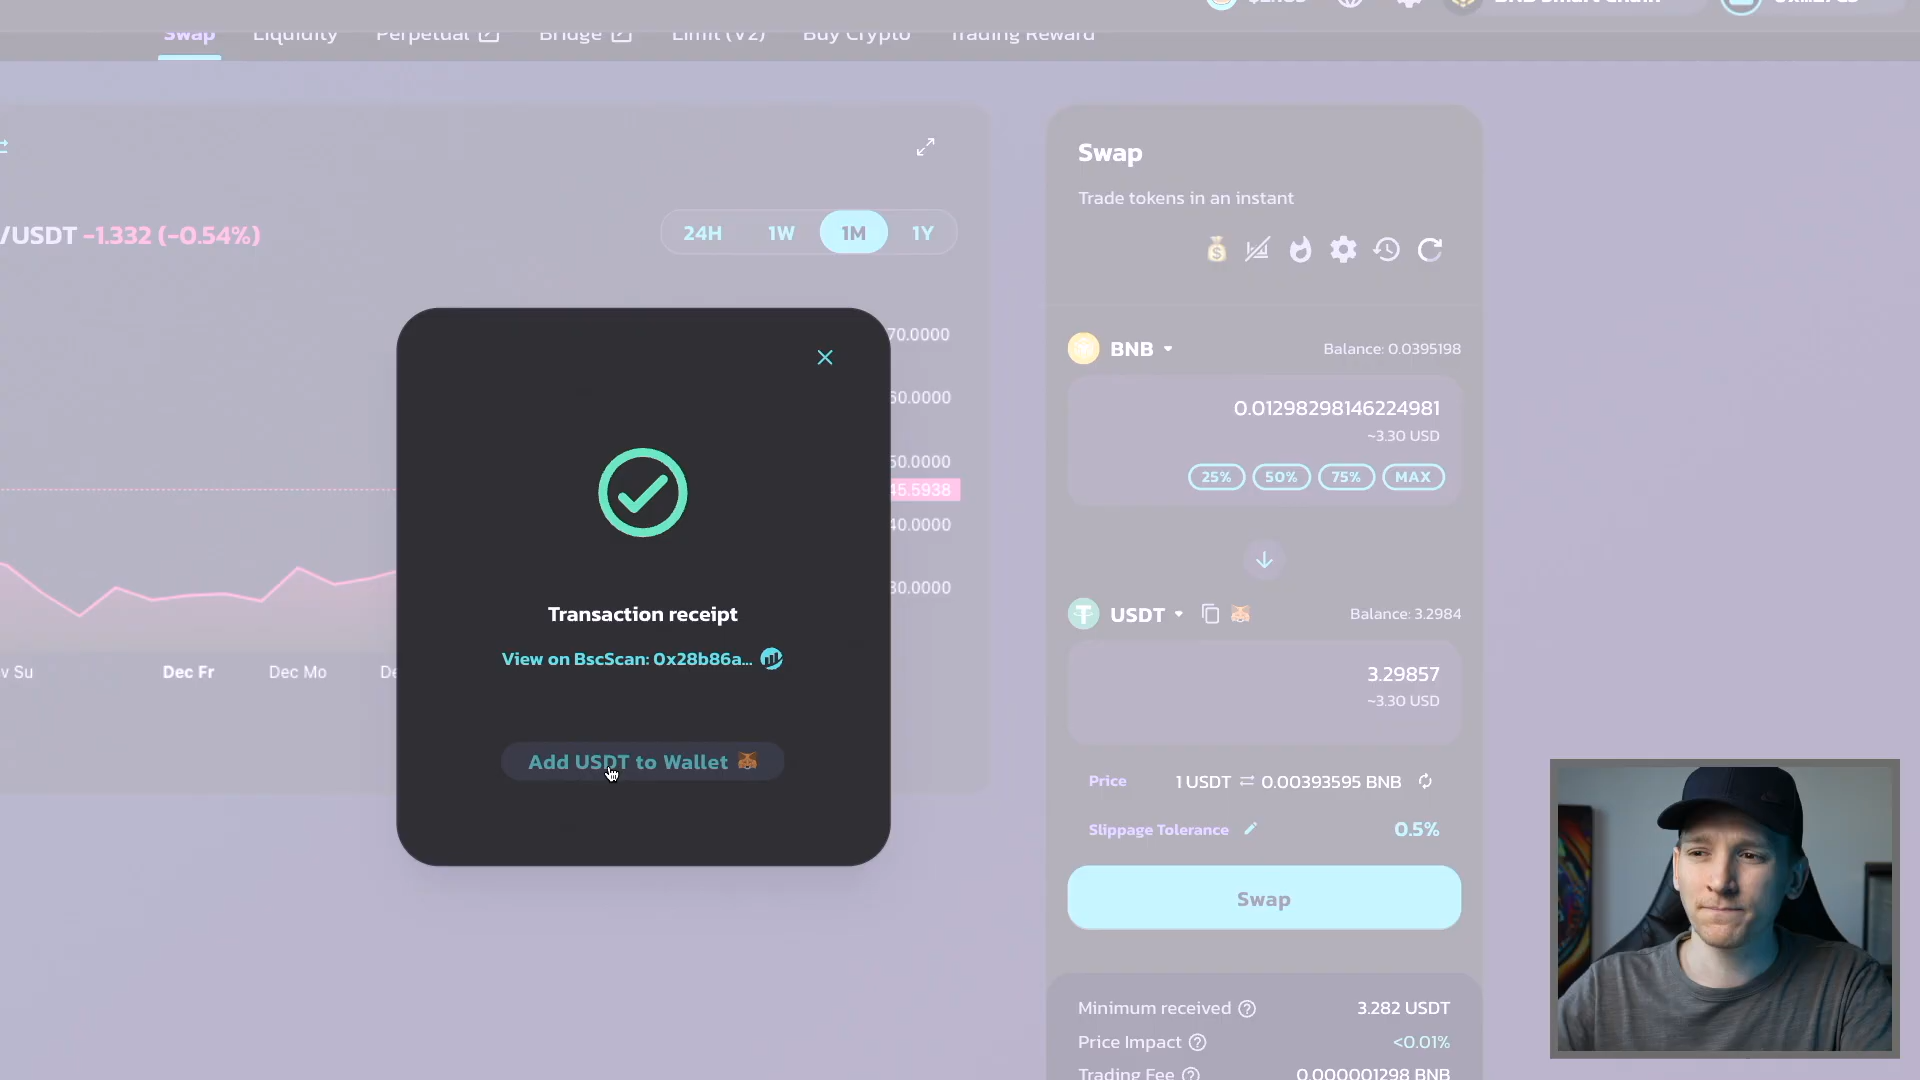 Swap
Liquidity
Perpetual
Bridge
Limit (V2)
Buy Crypto
Trading Reward
/USDT -1.332 (-0.54%)
24H
1W
1M
1Y
70.0000
60.0000
50.0000
45.5938
40.0000
30.0000
Su
Dec Fr
Dec Mo
Transaction receipt
View on BscScan: 0x28b86a...
Add USDT to Wallet
Swap
Trade tokens in an instant
BNB
Balance: 0.0395198
0.01298298146224981
~3.30 USD
25%
50%
75%
MAX
USDT
Balance: 3.2984
3.29857
~3.30 USD
Price
1 USDT ⇄ 0.00393595 BNB
Slippage Tolerance
0.5%
Swap
Minimum received
3.282 USDT
Price Impact
<0.01%
Trading Fee
0.000001298 BNB